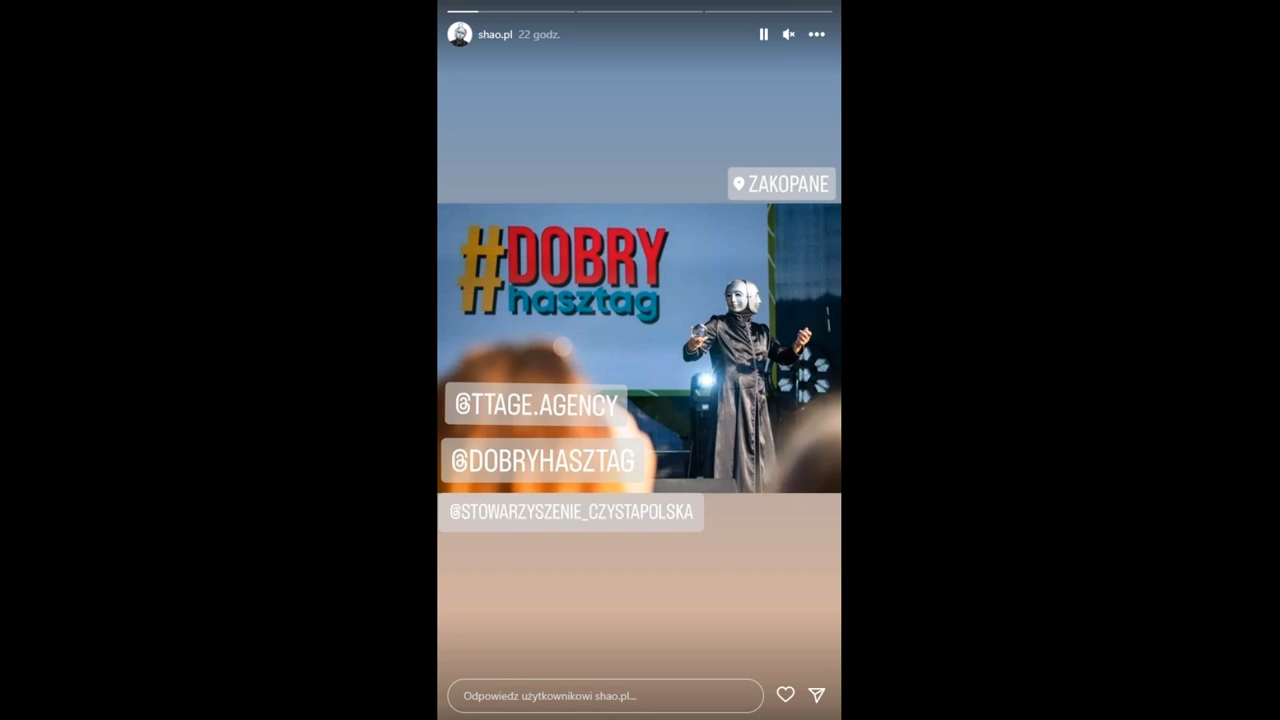 shao.pl 22 godz.
ZAKOPANE
#DOBRY
hasztag
@TTAGE.AGENCY
@DOBRYHASZTAG
@STOWARZYSZENIE_CZYSTAPOLSKA
Odpowiedz użytkownikowi shao.pl...